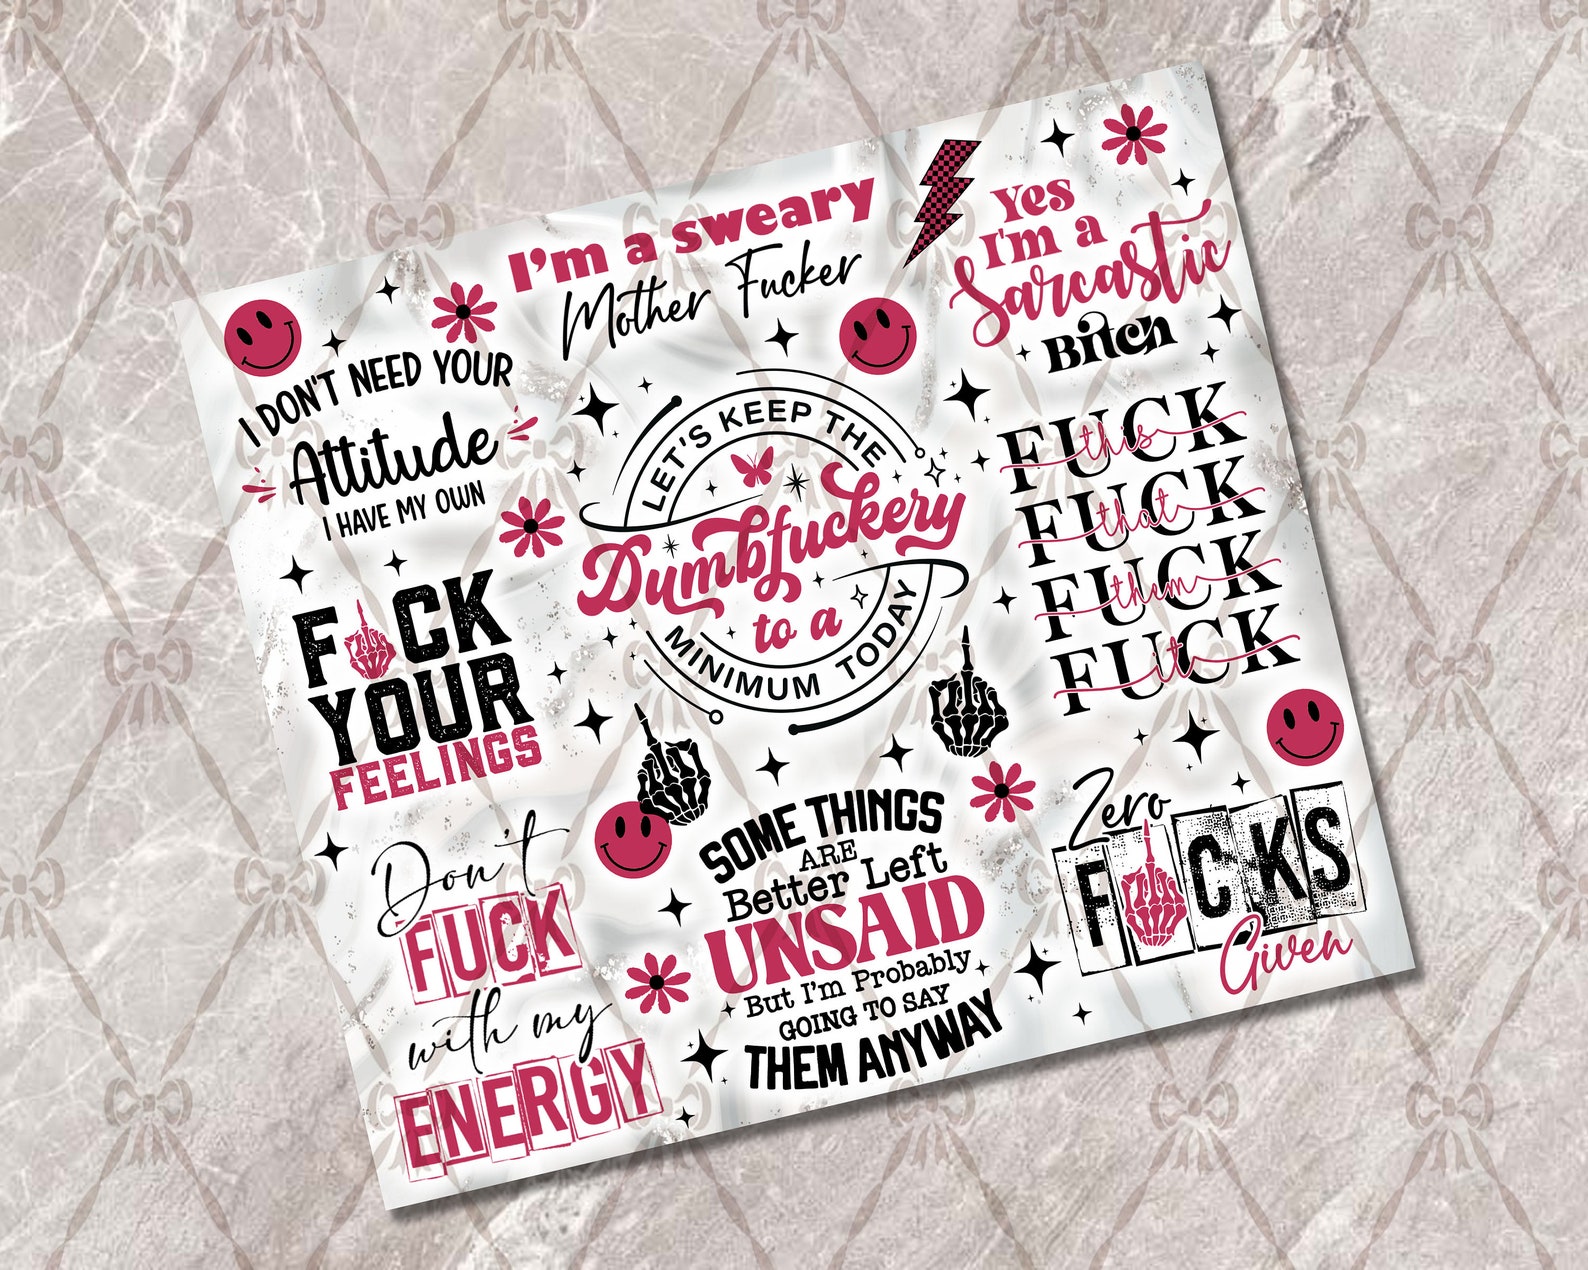 I'm a sweary
Mother Fucker
Yes
I'm a
Sarcastic
Bitch
I DON'T NEED YOUR
Attitude
I HAVE MY OWN
LET'S KEEP THE
Dumbfuckery
to a
MINIMUM TODAY
FUCK
this
FUCK
that
FUCK
them
FUCK
it
F CK
YOUR
FEELINGS
Don't
FUCK
with my
ENERGY
SOME THINGS
ARE
Better Left
UNSAID
But I'm Probably
GOING TO SAY
THEM ANYWAY
Zero
F CKS
Given